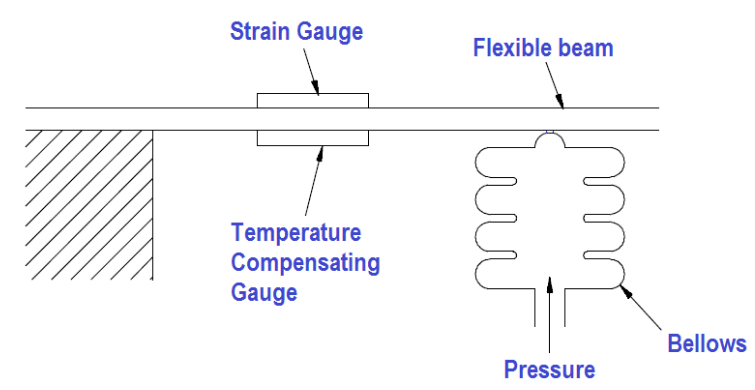 Strain Gauge
Flexible beam
Temperature
Compensating
Gauge
Bellows
Pressure